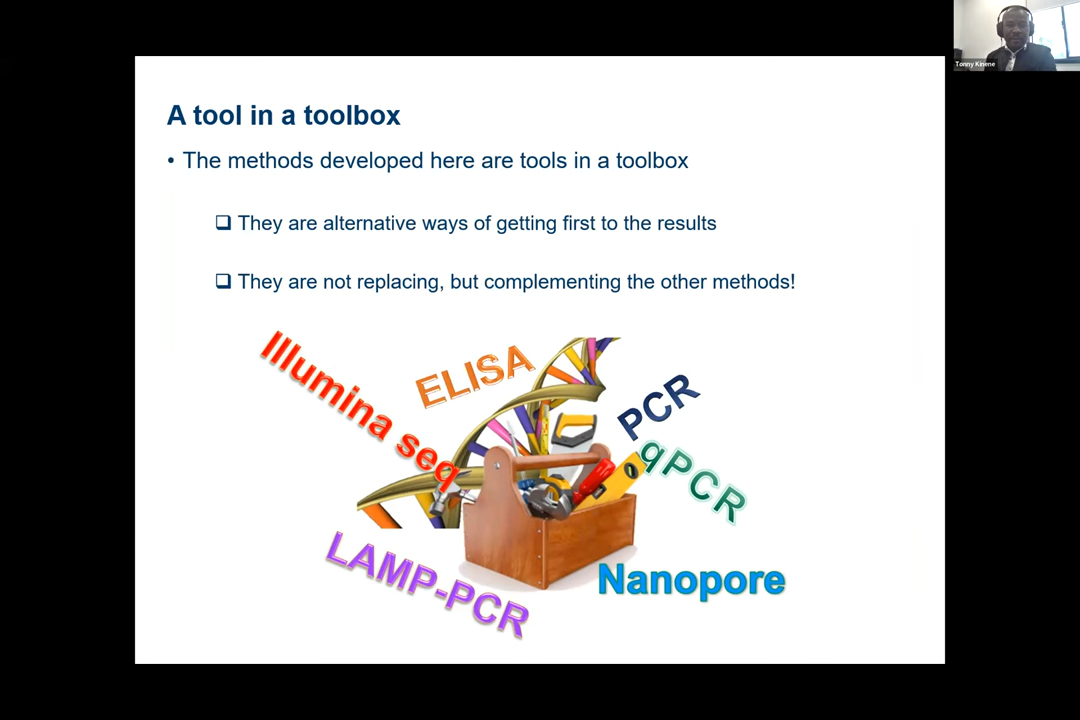 Tonny Kinene
A tool in a toolbox
• The methods developed here are tools in a toolbox
❑ They are alternative ways of getting first to the results
❑ They are not replacing, but complementing the other methods!
Illumina seq
ELISA
PCR
qPCR
LAMP-PCR
Nanopore